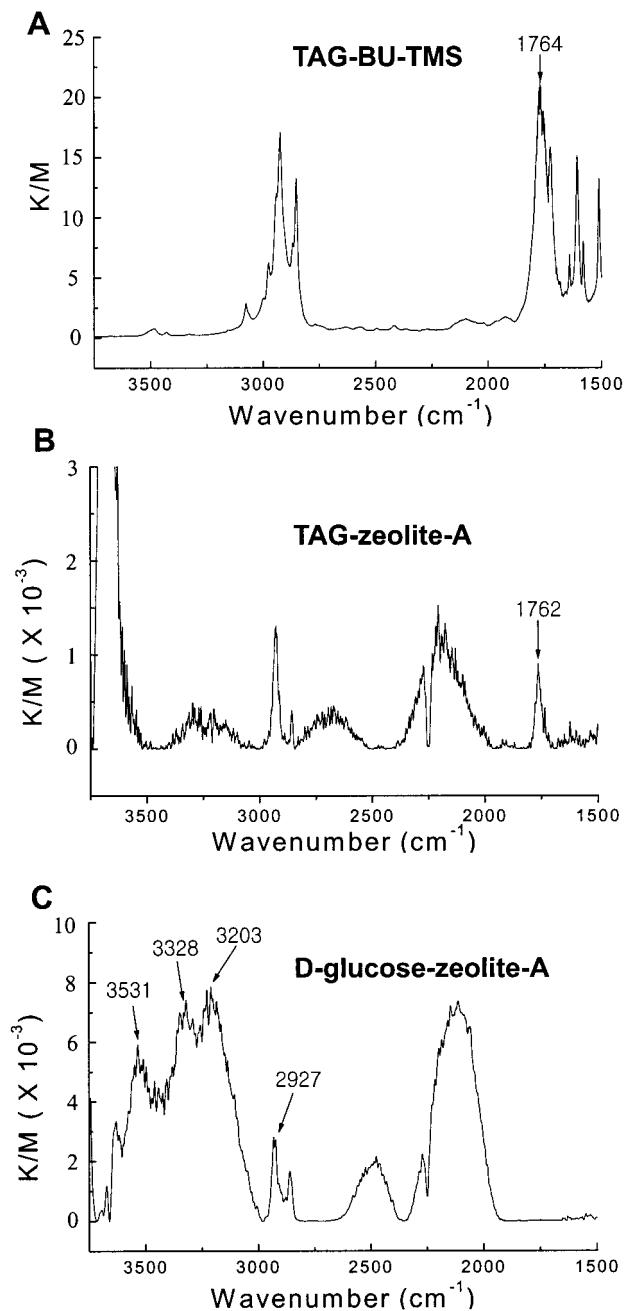 A
TAG-BU-TMS
1764
25
20
15
10
5
0
K/M
3500 3000 2500 2000 1500
Wavenumber (cm⁻¹)
B
TAG-zeolite-A
1762
3
2
1
0
K/M ( X 10⁻³)
3500 3000 2500 2000 1500
Wavenumber (cm⁻¹)
C
D-glucose-zeolite-A
3531
3328
3203
2927
10
8
6
4
2
0
K/M ( X 10⁻³)
3500 3000 2500 2000 1500
Wavenumber (cm⁻¹)